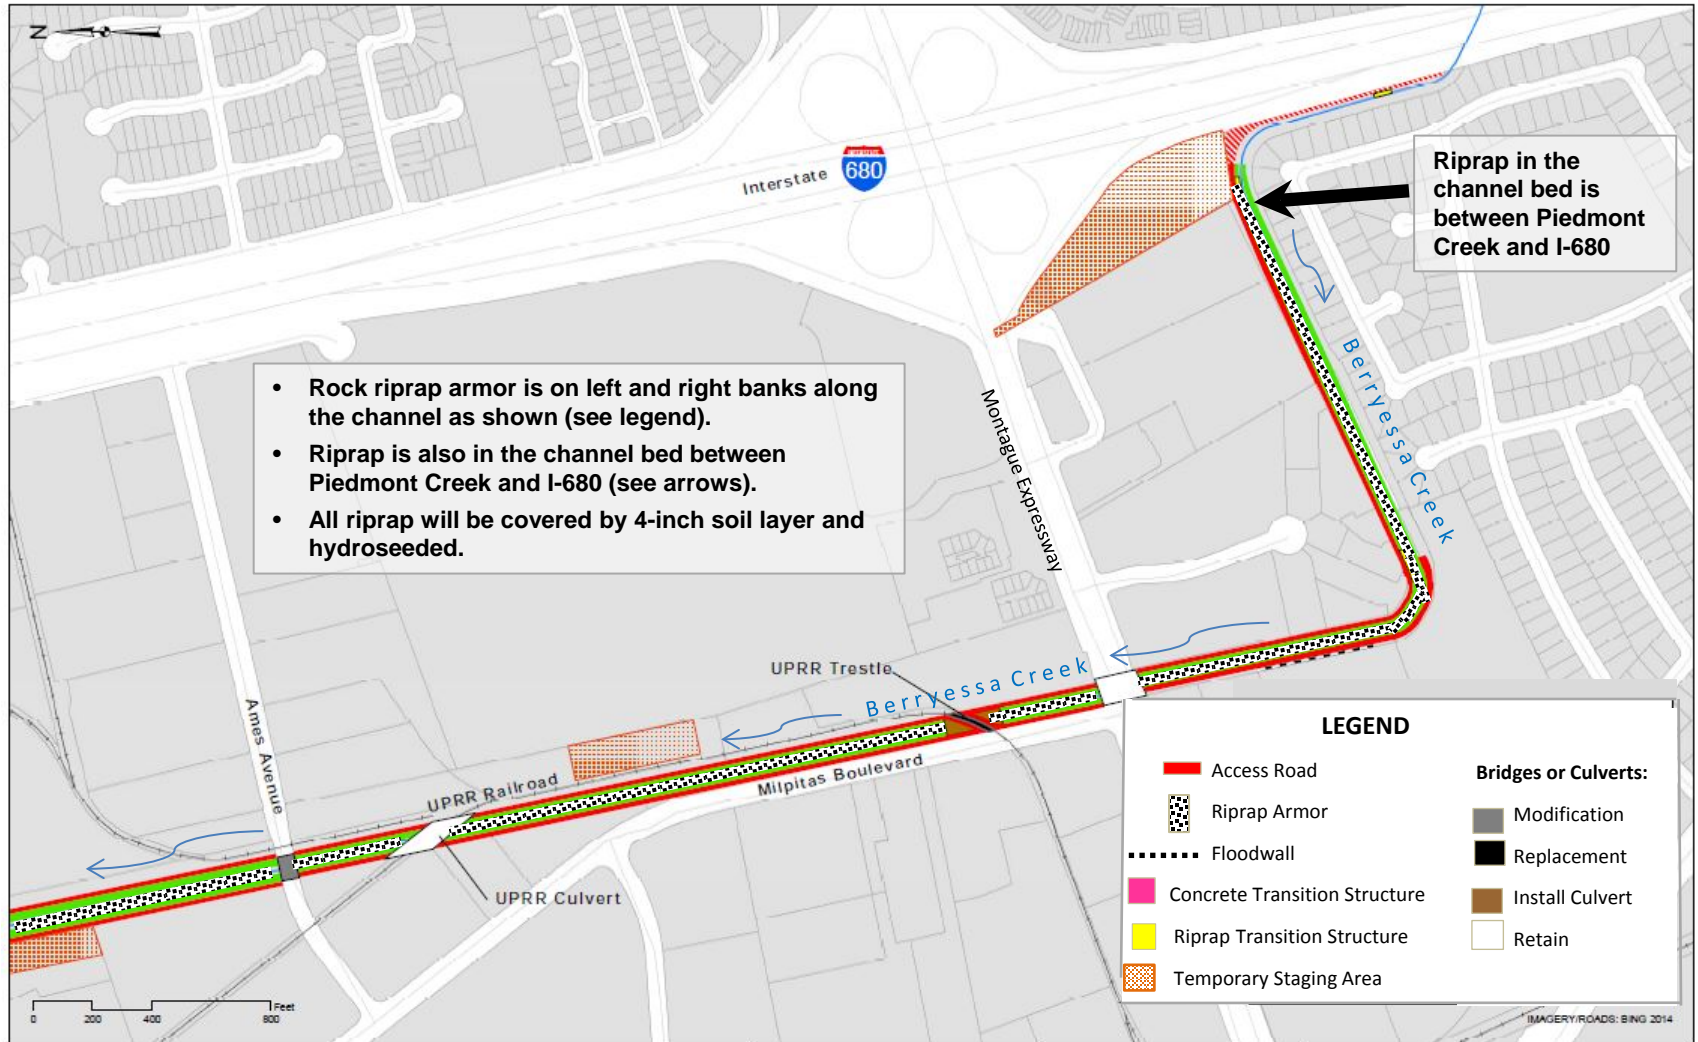 N
Interstate
680
Riprap in the
channel bed is
between Piedmont
Creek and I-680
• Rock riprap armor is on left and right banks along
the channel as shown (see legend).
• Riprap is also in the channel bed between
Piedmont Creek and I-680 (see arrows).
• All riprap will be covered by 4-inch soil layer and
hydroseeded.
Montague Expressway
Berryessa Creek
UPRR Trestle
Berryessa Creek
Ames Avenue
UPRR Railroad
Milpitas Boulevard
UPRR Culvert
LEGEND
Access Road
Riprap Armor
Floodwall
Concrete Transition Structure
Riprap Transition Structure
Temporary Staging Area
Bridges or Culverts:
Modification
Replacement
Install Culvert
Retain
Feet
0 200 400 800
IMAGERY/ROADS: BING 2014